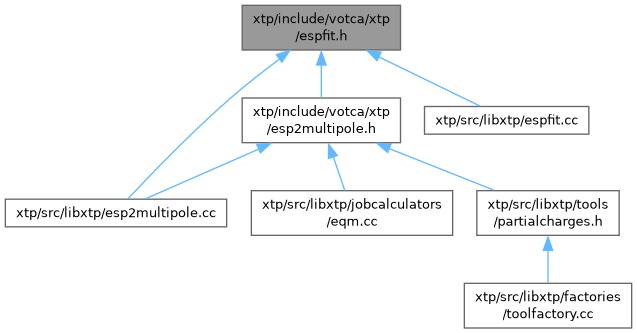 xtp/include/votca/xtp
/espfit.h
xtp/include/votca/xtp
/esp2multipole.h
xtp/src/libxtp/espfit.cc
xtp/src/libxtp/esp2multipole.cc
xtp/src/libxtp/jobcalculators
/eqm.cc
xtp/src/libxtp/tools
/partialcharges.h
xtp/src/libxtp/factories
/toolfactory.cc